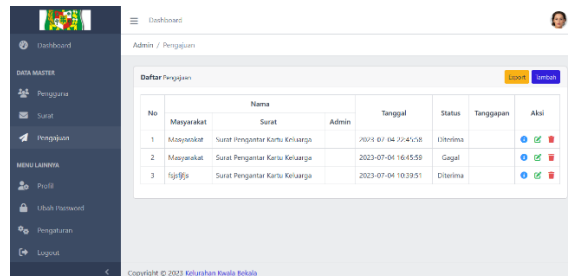 Dashboard
Dashboard
Admin / Pengajuan
DATA MASTER
Pengguna
Surat
Pengajuan
MENU LAINNYA
Profil
Ubah Password
Pengaturan
Logout
Daftar Pengajuan
Export Tambah
No Nama Tanggal Status Tanggapan Aksi
Masyarakat Surat Admin
1 Masyarakat Surat Pengantar Kartu Keluarga 2023-07-04 22:45:58 Diterima
2 Masyarakat Surat Pengantar Kartu Keluarga 2023-07-04 16:45:59 Gagal
3 Surat Pengantar Kartu Keluarga 2023-07-04 10:39:51 Diterima
Copyright © 2023 Kelurahan Kwala Bekala